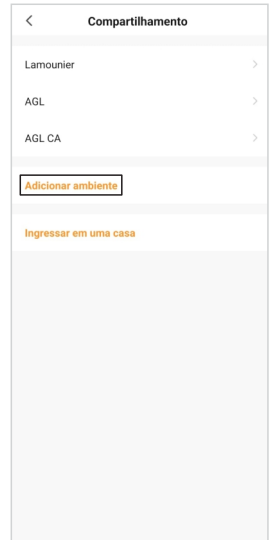 Compartilhamento
Lamounier
AGL
AGL CA
Adicionar ambiente
Ingressar em uma casa